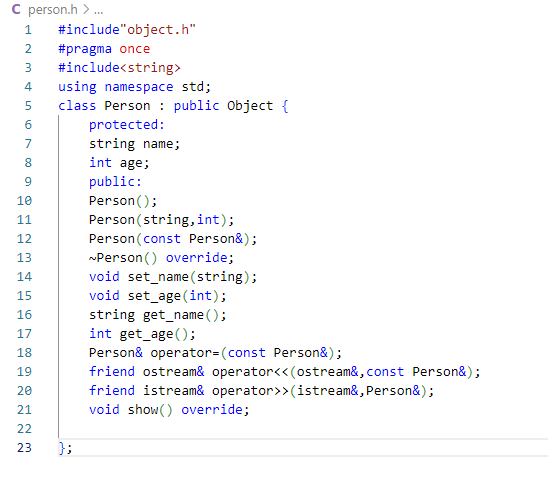 C person.h > ...
1 #include"object.h"
2 #pragma once
3 #include<string>
4 using namespace std;
5 class Person : public Object {
6 protected:
7 string name;
8 int age;
9 public:
10 Person();
11 Person(string,int);
12 Person(const Person&);
13 ~Person() override;
14 void set_name(string);
15 void set_age(int);
16 string get_name();
17 int get_age();
18 Person& operator=(const Person&);
19 friend ostream& operator<<(ostream&,const Person&);
20 friend istream& operator>>(istream&,Person&);
21 void show() override;
22
23 };